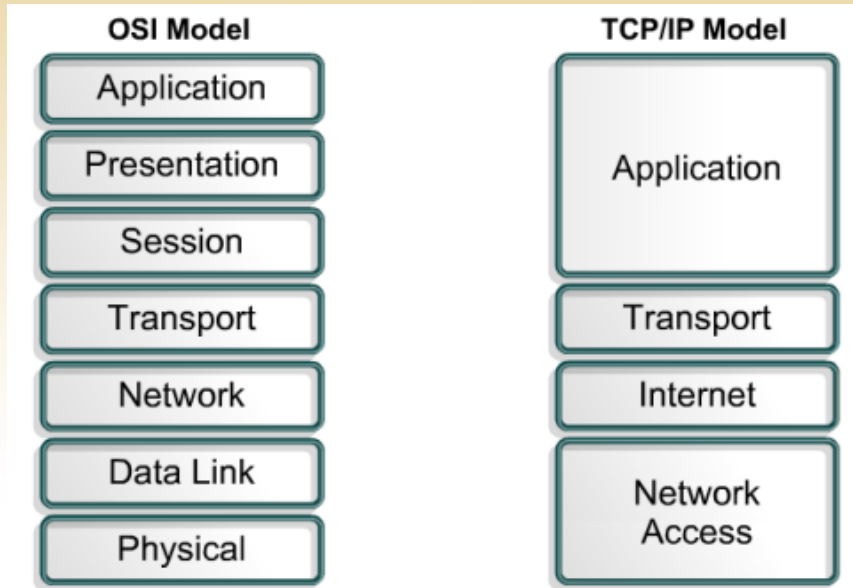 OSI Model
Application
Presentation
Session
Transport
Network
Data Link
Physical
TCP/IP Model
Application
Transport
Internet
Network
Access